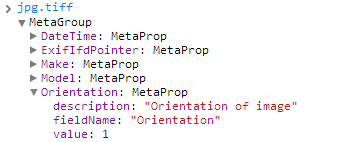 > jpg.tiff
▼ MetaGroup
▶ DateTime: MetaProp
▶ ExifIfdPointer: MetaProp
▶ Make: MetaProp
▶ Model: MetaProp
▼ Orientation: MetaProp
description: "Orientation of image"
fieldName: "Orientation"
value: 1